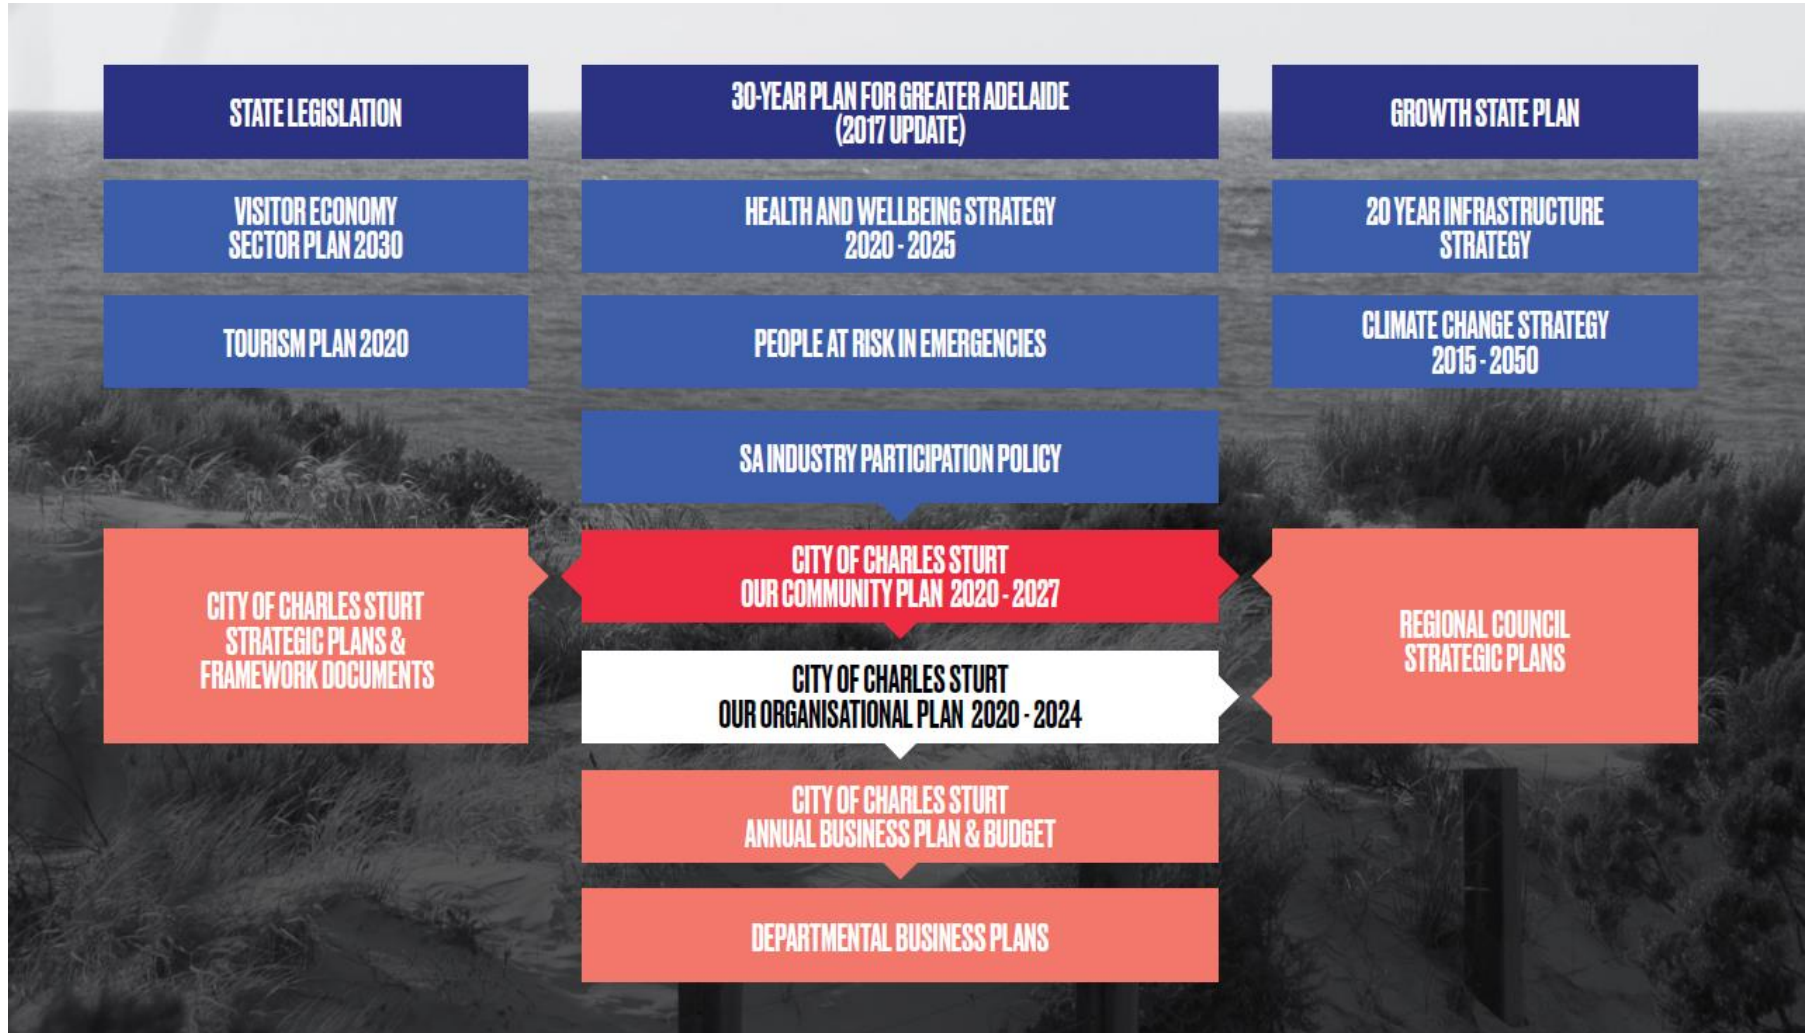 STATE LEGISLATION
30-YEAR PLAN FOR GREATER ADELAIDE
(2017 UPDATE)
GROWTH STATE PLAN
VISITOR ECONOMY
SECTOR PLAN 2030
HEALTH AND WELLBEING STRATEGY
2020 - 2025
20 YEAR INFRASTRUCTURE
STRATEGY
TOURISM PLAN 2020
PEOPLE AT RISK IN EMERGENCIES
CLIMATE CHANGE STRATEGY
2015 - 2050
SA INDUSTRY PARTICIPATION POLICY
CITY OF CHARLES STURT
STRATEGIC PLANS &
FRAMEWORK DOCUMENTS
CITY OF CHARLES STURT
OUR COMMUNITY PLAN 2020 - 2027
REGIONAL COUNCIL
STRATEGIC PLANS
CITY OF CHARLES STURT
OUR ORGANISATIONAL PLAN 2020 - 2024
CITY OF CHARLES STURT
ANNUAL BUSINESS PLAN & BUDGET
DEPARTMENTAL BUSINESS PLANS